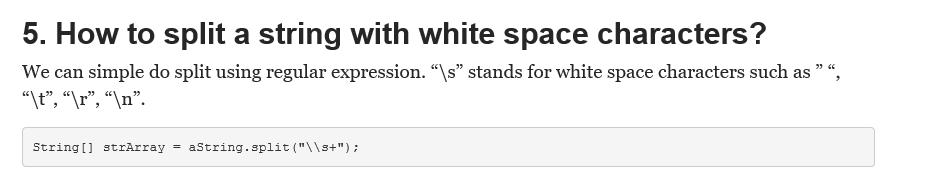 5. How to split a string with white space characters?
We can simple do split using regular expression. “\s” stands for white space characters such as ” “,
“\t”, “\r”, “\n”.
String[] strArray = aString.split("\\s+");